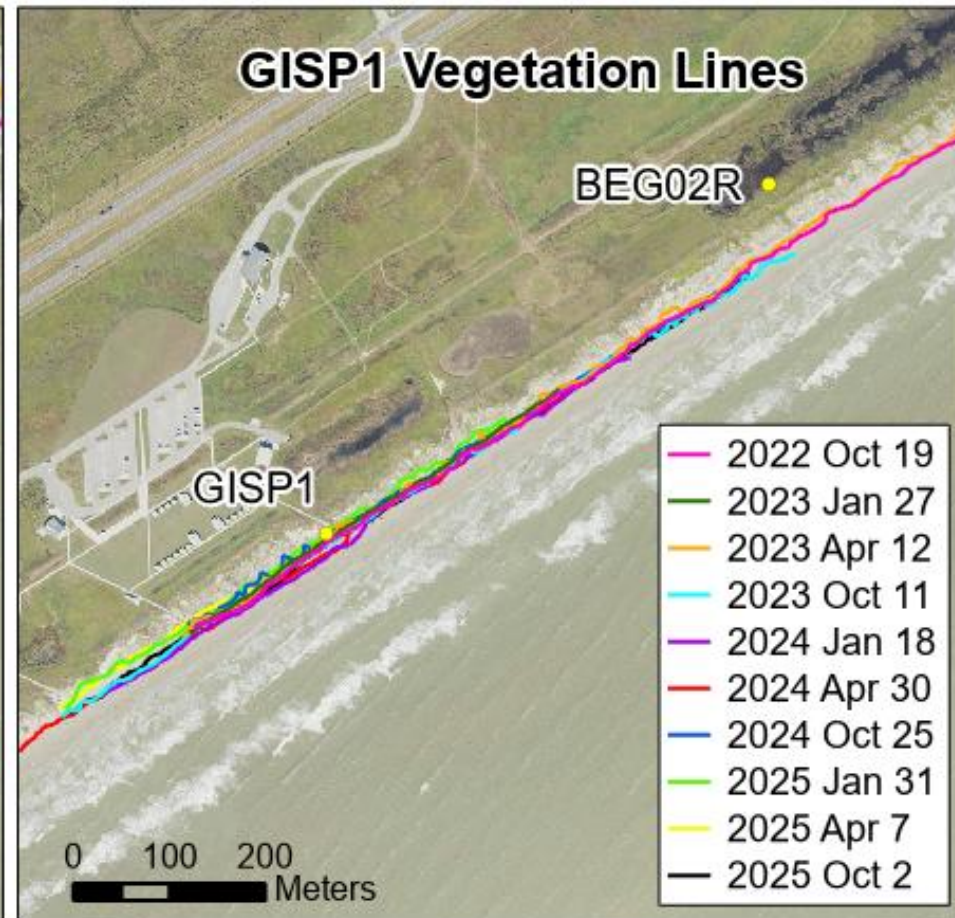 GISP1 Vegetation Lines
BEG02R
GISP1
2022 Oct 19
2023 Jan 27
2023 Apr 12
2023 Oct 11
2024 Jan 18
2024 Apr 30
2024 Oct 25
2025 Jan 31
2025 Apr 7
2025 Oct 2
0 100 200
Meters